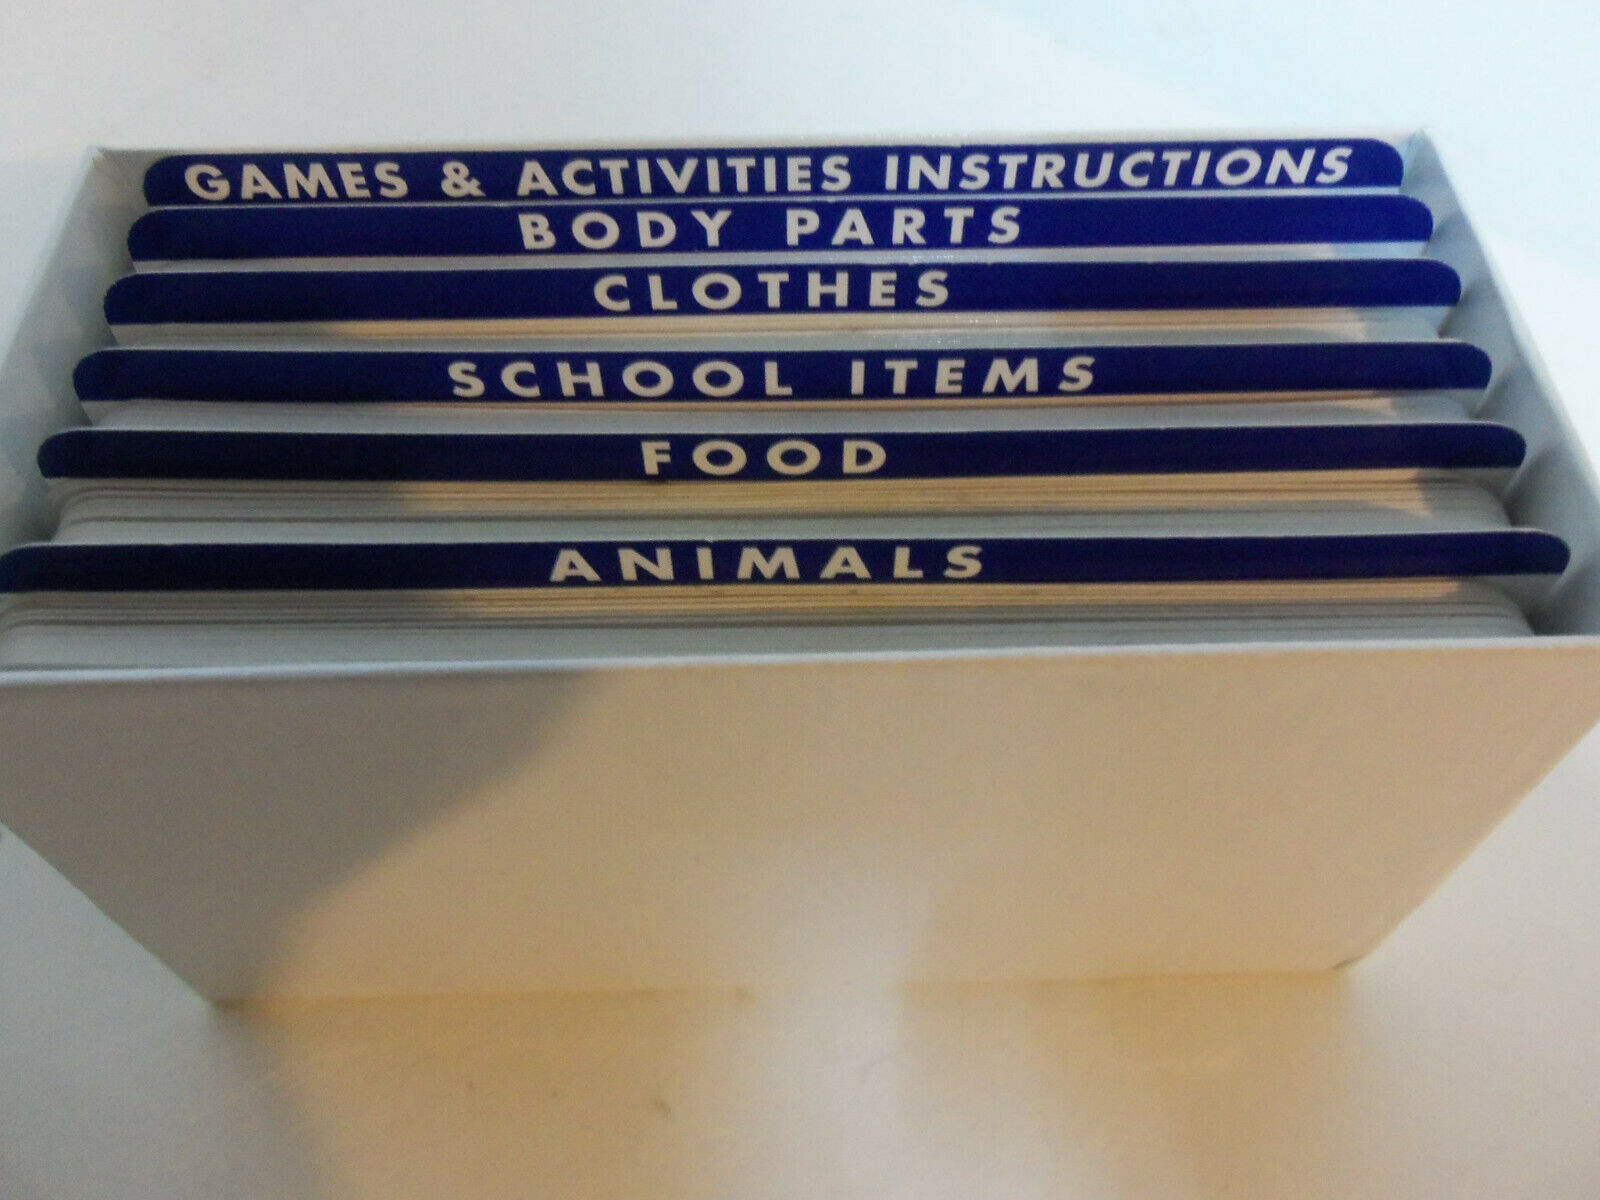 GAMES & ACTIVITIES INSTRUCTIONS
BODY PARTS
CLOTHES
SCHOOL ITEMS
FOOD
ANIMALS